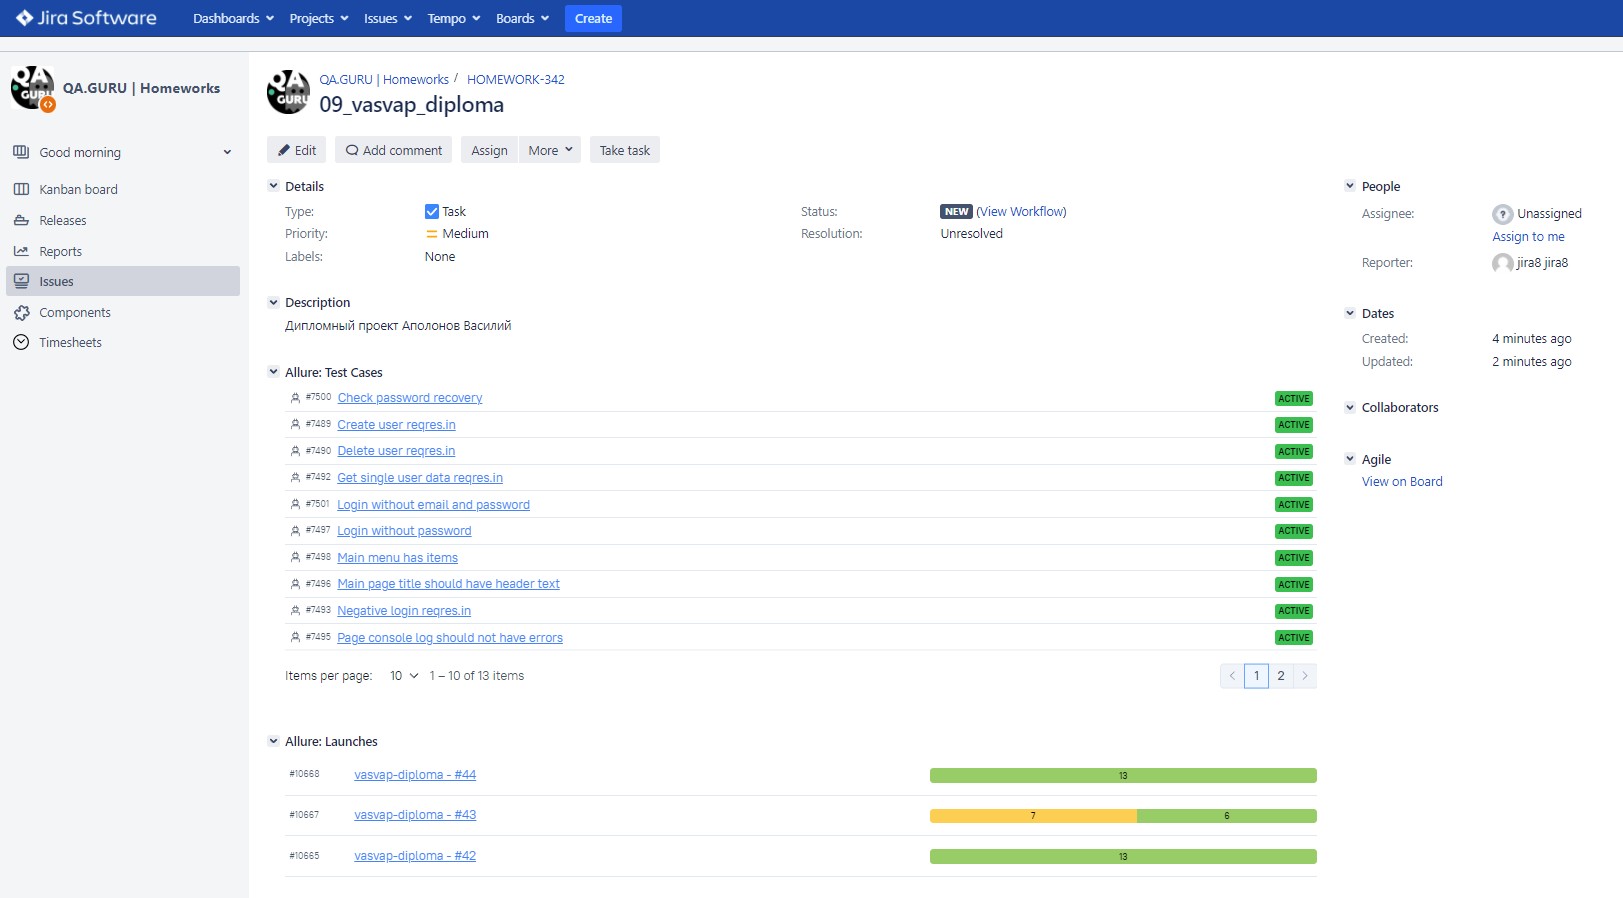 Jira Software Dashboards Projects Issues Tempo Boards Create
QA.GURU | Homeworks
Good morning
Kanban board
Releases
Reports
Issues
Components
Timesheets
QA.GURU | Homeworks / HOMEWORK-342
09_vasvap_diploma
Edit Add comment Assign More Take task
Details
Type: Task Status: NEW (View Workflow)
Priority: Medium Resolution: Unresolved
Labels: None
Description
Дипломный проект Аполонов Василий
Allure: Test Cases
#7500 Check password recovery ACTIVE
#7489 Create user reqres.in ACTIVE
#7490 Delete user reqres.in ACTIVE
#7492 Get single user data reqres.in ACTIVE
#7501 Login without email and password ACTIVE
#7497 Login without password ACTIVE
#7498 Main menu has items ACTIVE
#7496 Main page title should have header text ACTIVE
#7493 Negative login reqres.in ACTIVE
#7495 Page console log should not have errors ACTIVE
Items per page: 10 1 – 10 of 13 items 1 2
Allure: Launches
#10668 vasvap-diploma - #44 13
#10667 vasvap-diploma - #43 7 6
#10665 vasvap-diploma - #42 13
People
Assignee: Unassigned
Assign to me
Reporter: jira8 jira8
Dates
Created: 4 minutes ago
Updated: 2 minutes ago
Collaborators
Agile
View on Board